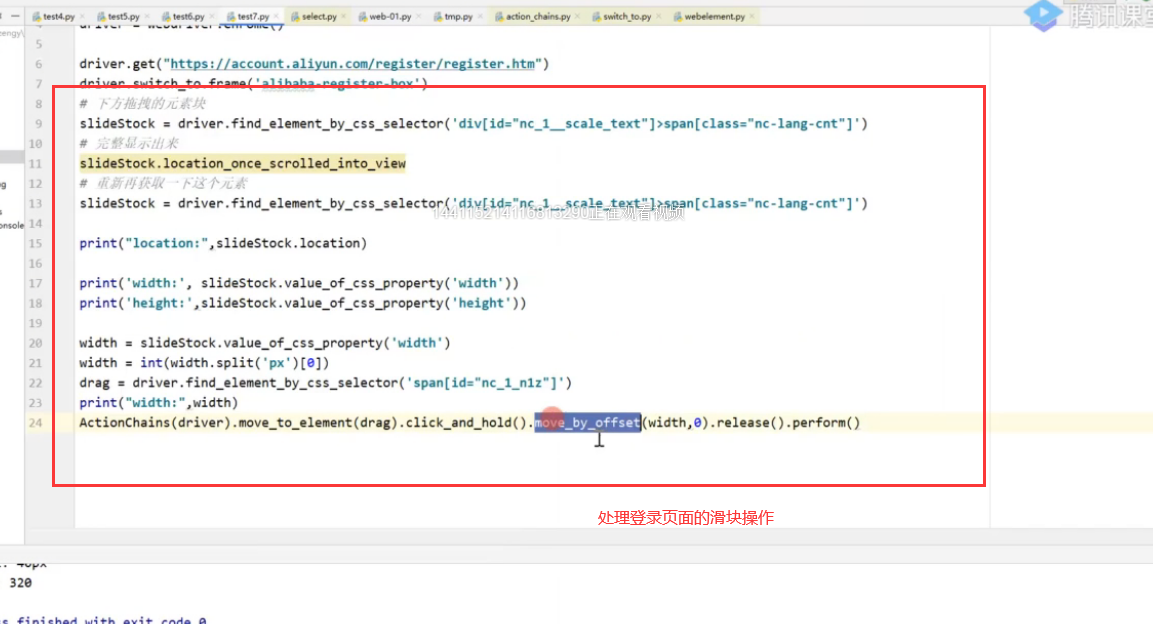 test4.py test5.py test6.py test7.py select.py web-01.py tmp.py action_chains.py switch_to.py webelement.py
腾讯课堂
driver = webdriver.Chrome()
5
6 driver.get("https://account.aliyun.com/register/register.htm")
7 driver.switch_to.frame('alibaba-register-box')
8 # 下方拖拽的元素块
9 slideStock = driver.find_element_by_css_selector('div[id="nc_1__scale_text"]>span[class="nc-lang-cnt"]')
10 # 完整显示出来
11 slideStock.location_once_scrolled_into_view
12 # 重新再获取一下这个元素
13 slideStock = driver.find_element_by_css_selector('div[id="nc_1__scale_text"]>span[class="nc-lang-cnt"]')
正在观看视频
14
15 print("location:",slideStock.location)
16
17 print('width:', slideStock.value_of_css_property('width'))
18 print('height:',slideStock.value_of_css_property('height'))
19
20 width = slideStock.value_of_css_property('width')
21 width = int(width.split('px')[0])
22 drag = driver.find_element_by_css_selector('span[id="nc_1_n1z"]')
23 print("width:",width)
24 ActionChains(driver).move_to_element(drag).click_and_hold().move_by_offset(width,0).release().perform()
处理登录页面的滑块操作
320
finished with exit code 0